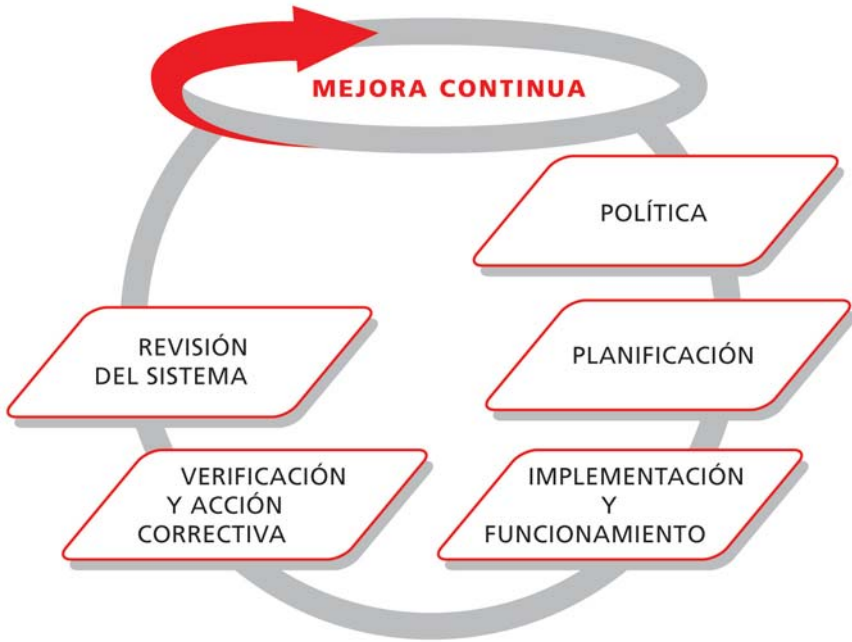 MEJORA CONTINUA
POLÍTICA
PLANIFICACIÓN
IMPLEMENTACIÓN
Y
FUNCIONAMIENTO
VERIFICACIÓN
Y ACCIÓN
CORRECTIVA
REVISIÓN
DEL SISTEMA